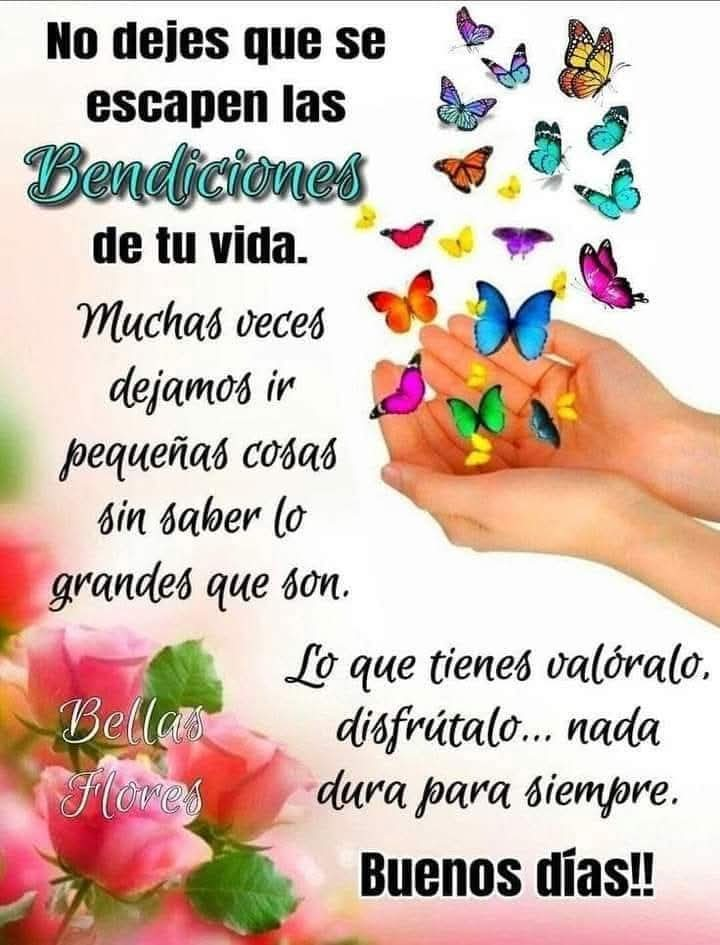 No dejes que se
escapen las
Bendiciones
de tu vida.
Muchas veces
dejamos ir
pequeñas cosas
sin saber lo
grandes que son.
Lo que tienes valóralo,
disfrútalo... nada
dura para siempre.
Bellas
Flores
Buenos días!!